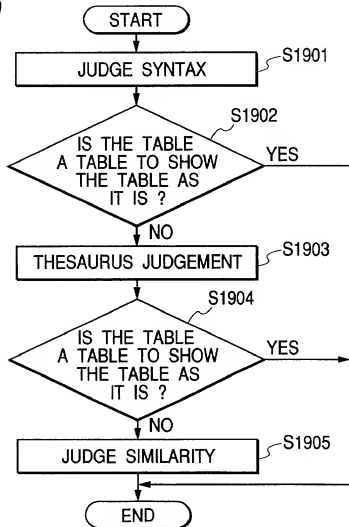 START
JUDGE SYNTAX
S1901
S1902
IS THE TABLE
A TABLE TO SHOW
THE TABLE AS
IT IS ?
YES
NO
THESAURUS JUDGEMENT
S1903
S1904
IS THE TABLE
A TABLE TO SHOW
THE TABLE AS
IT IS ?
YES
NO
JUDGE SIMILARITY
S1905
END